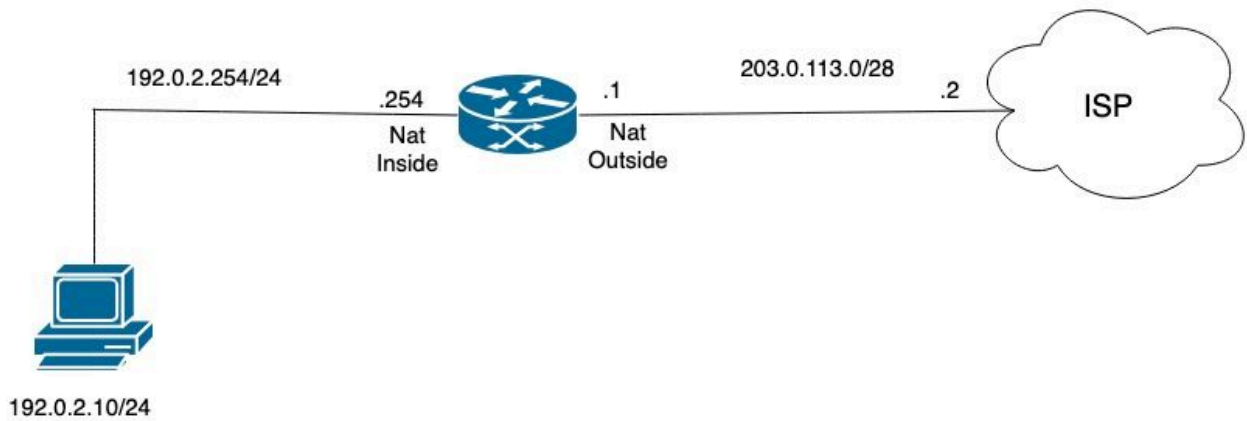 192.0.2.254/24
203.0.113.0/28
.254
.1
.2
ISP
Nat
Inside
Nat
Outside
192.0.2.10/24